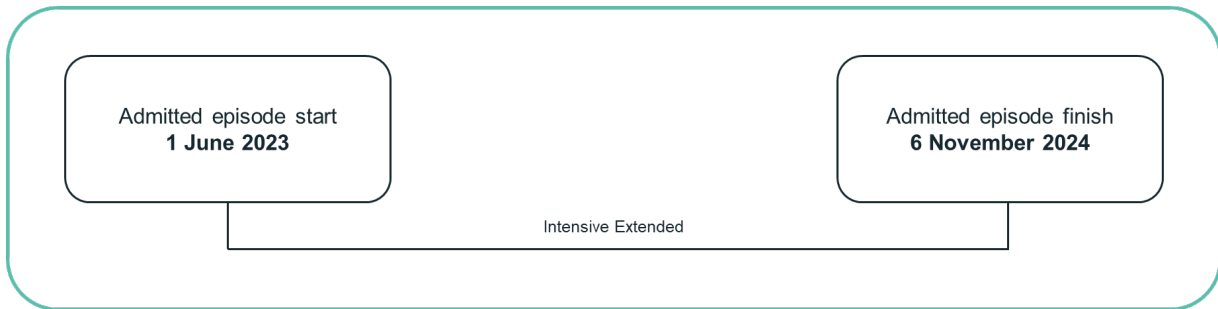 Admitted episode start
1 June 2023
Admitted episode finish
6 November 2024
Intensive Extended